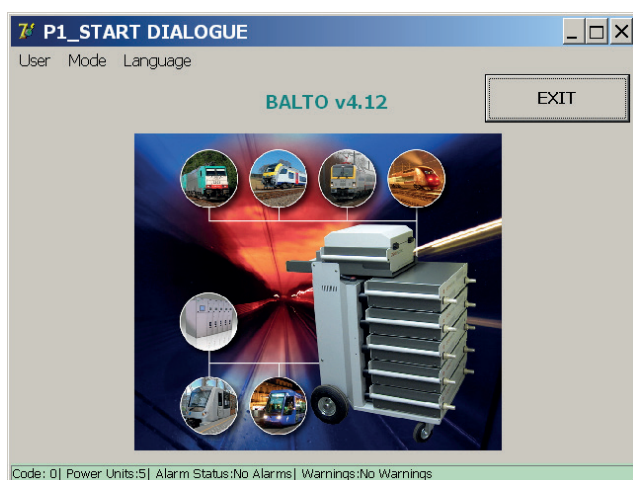 P1_START DIALOGUE
User Mode Language
EXIT
BALTO v4.12
Code: 0| Power Units:5| Alarm Status:No Alarms| Warnings:No Warnings